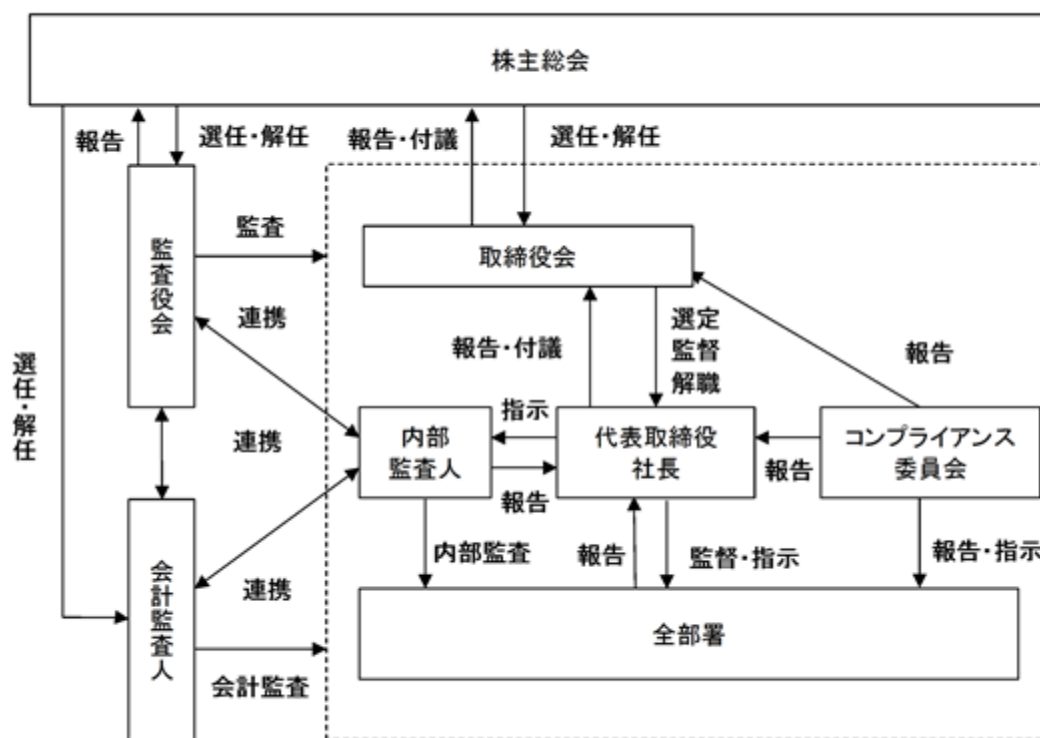 株主総会
報告
選任・解任
報告・付議
選任・解任
監査役会
監査
取締役会
連携
選定
監督
解職
報告・付議
報告
選任・解任
連携
指示
内部
監査人
代表取締役
社長
コンプライアンス
委員会
報告
報告
内部監査
報告
監督・指示
報告・指示
会計監査人
連携
全部署
会計監査